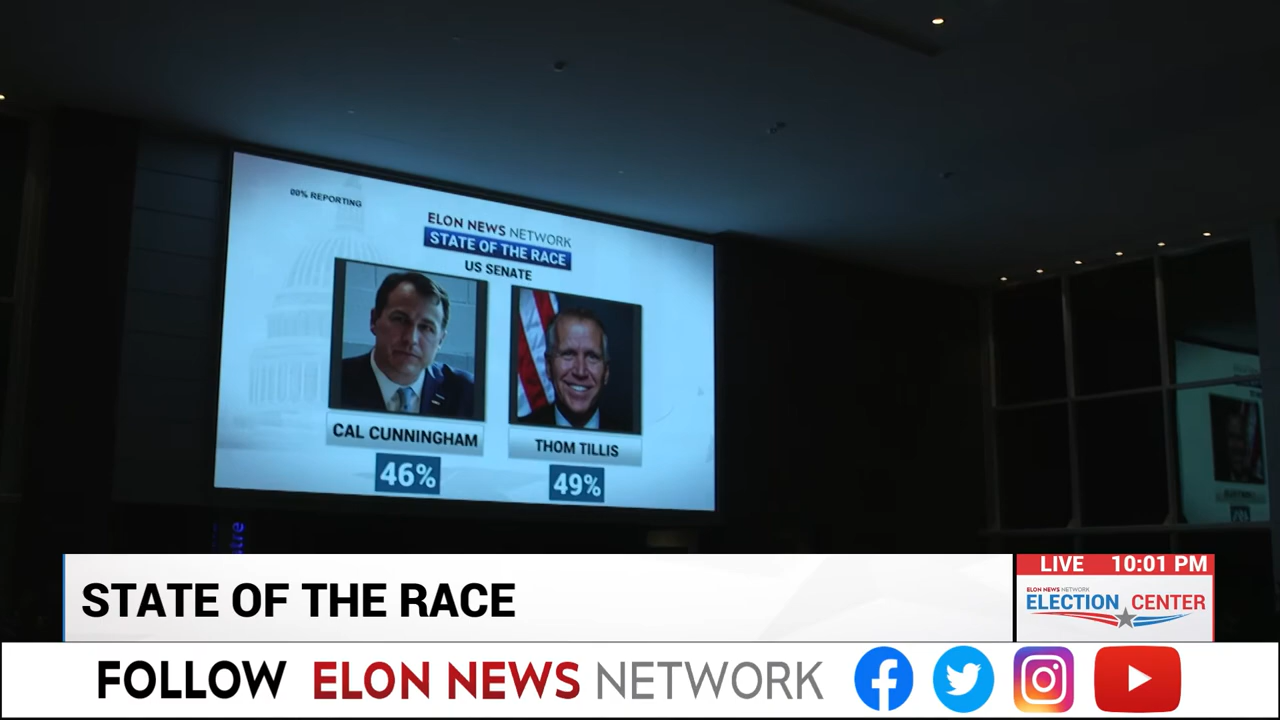 00% REPORTING
ELON NEWS NETWORK
STATE OF THE RACE
US SENATE
CAL CUNNINGHAM
THOM TILLIS
46%
49%
STATE OF THE RACE
LIVE 10:01 PM
ELON NEWS NETWORK
ELECTION CENTER
FOLLOW ELON NEWS NETWORK